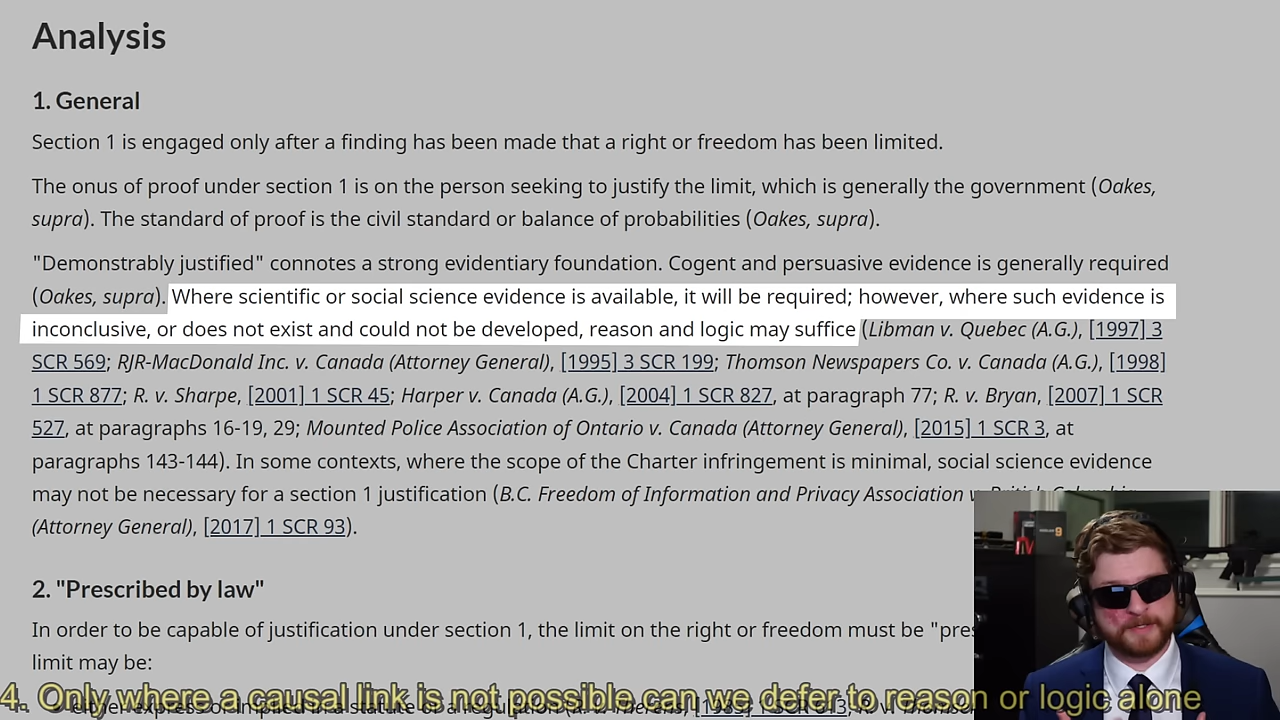 Analysis
1. General
Section 1 is engaged only after a finding has been made that a right or freedom has been limited.
The onus of proof under section 1 is on the person seeking to justify the limit, which is generally the government (Oakes,
supra). The standard of proof is the civil standard or balance of probabilities (Oakes, supra).
"Demonstrably justified" connotes a strong evidentiary foundation. Cogent and persuasive evidence is generally required
(Oakes, supra). Where scientific or social science evidence is available, it will be required; however, where such evidence is
inconclusive, or does not exist and could not be developed, reason and logic may suffice (Libman v. Quebec (A.G.), [1997] 3
SCR 569; RJR-MacDonald Inc. v. Canada (Attorney General), [1995] 3 SCR 199; Thomson Newspapers Co. v. Canada (A.G.), [1998]
1 SCR 877; R. v. Sharpe, [2001] 1 SCR 45; Harper v. Canada (A.G.), [2004] 1 SCR 827, at paragraph 77; R. v. Bryan, [2007] 1 SCR
527, at paragraphs 16-19, 29; Mounted Police Association of Ontario v. Canada (Attorney General), [2015] 1 SCR 3, at
paragraphs 143-144). In some contexts, where the scope of the Charter infringement is minimal, social science evidence
may not be necessary for a section 1 justification (B.C. Freedom of Information and Privacy Association v.
(Attorney General), [2017] 1 SCR 93).
2. "Prescribed by law"
In order to be capable of justification under section 1, the limit on the right or freedom must be
limit may be:
4. Only where a causal link is not possible can we defer to reason or logic alone